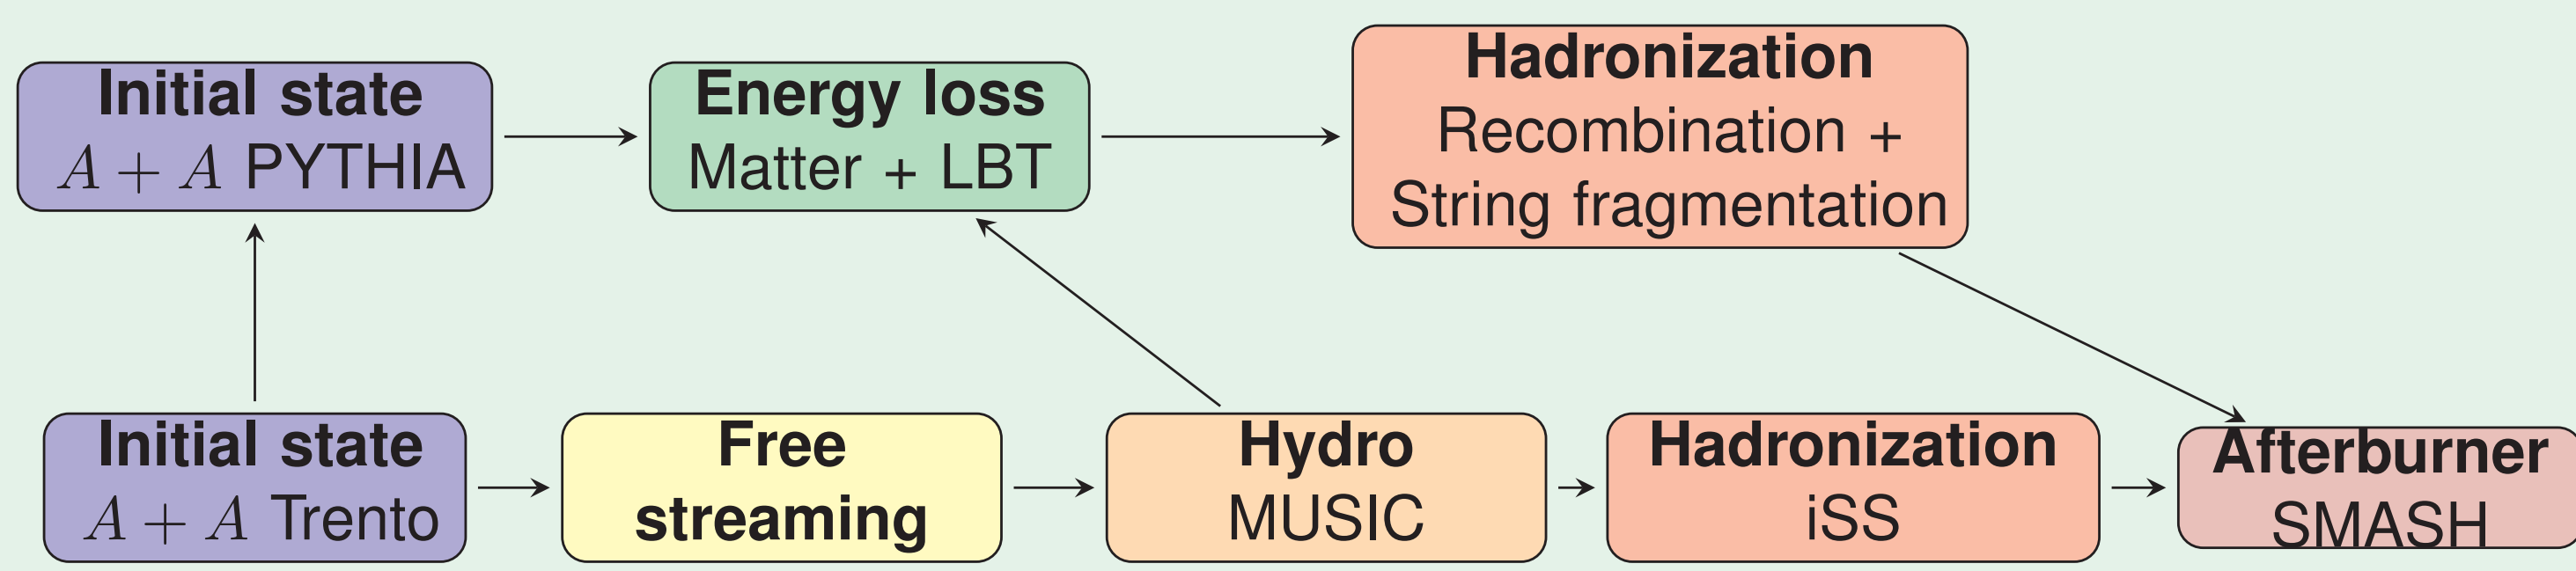 Initial state
A + A PYTHIA
Energy loss
Matter + LBT
Hadronization
Recombination +
String fragmentation
Initial state
A + A Trento
Free
streaming
Hydro
MUSIC
Hadronization
iSS
Afterburner
SMASH